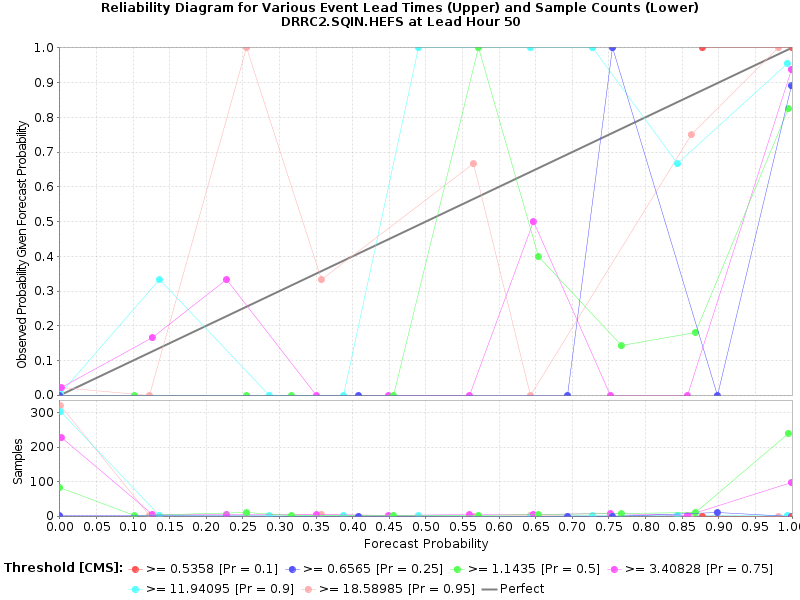 Reliability Diagram for Various Event Lead Times (Upper) and Sample Counts (Lower)
DRRC2.SQIN.HEFS at Lead Hour 50
Observed Probability Given Forecast Probability
1.0
0.9
0.8
0.7
0.6
0.5
0.4
0.3
0.2
0.1
0.0
Samples
300
200
100
0
0.00 0.05 0.10 0.15 0.20 0.25 0.30 0.35 0.40 0.45 0.50 0.55 0.60 0.65 0.70 0.75 0.80 0.85 0.90 0.95 1.0
Forecast Probability
Threshold [CMS]: >= 0.5358 [Pr = 0.1] >= 0.6565 [Pr = 0.25] >= 1.1435 [Pr = 0.5] >= 3.40828 [Pr = 0.75]
>= 11.94095 [Pr = 0.9] >= 18.58985 [Pr = 0.95] Perfect